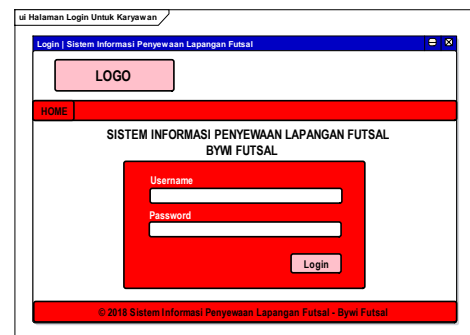 ui Halaman Login Untuk Karyawan
Login | Sistem Informasi Penyewaan Lapangan Futsal
LOGO
HOME
SISTEM INFORMASI PENYEWAAN LAPANGAN FUTSAL
BYWI FUTSAL
Username
Password
Login
© 2018 Sistem Informasi Penyewaan Lapangan Futsal - Bywi Futsal